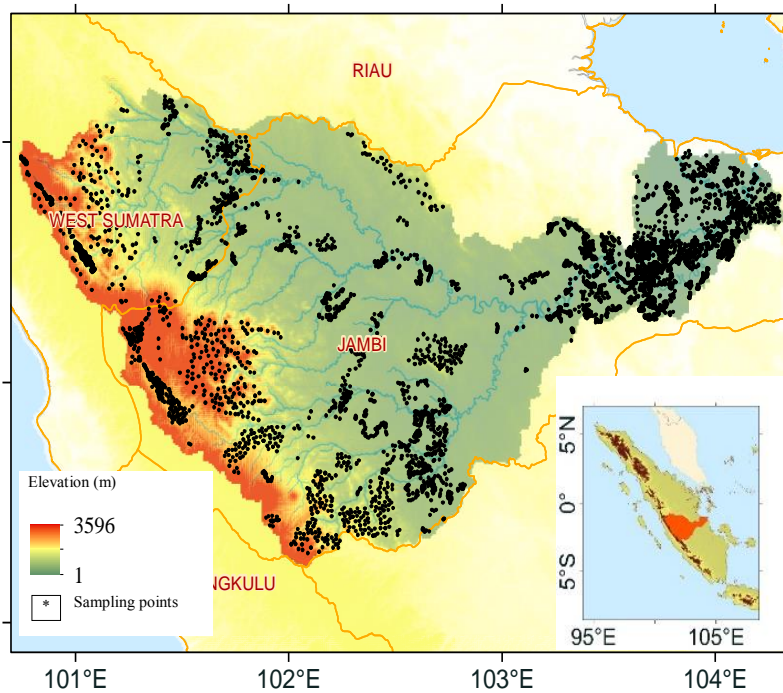 RIAU
WEST SUMATRA
JAMBI
NGKULU
Elevation (m)
3596
1
* Sampling points
5°N
0°
5°S
95°E
105°E
101°E
102°E
103°E
104°E